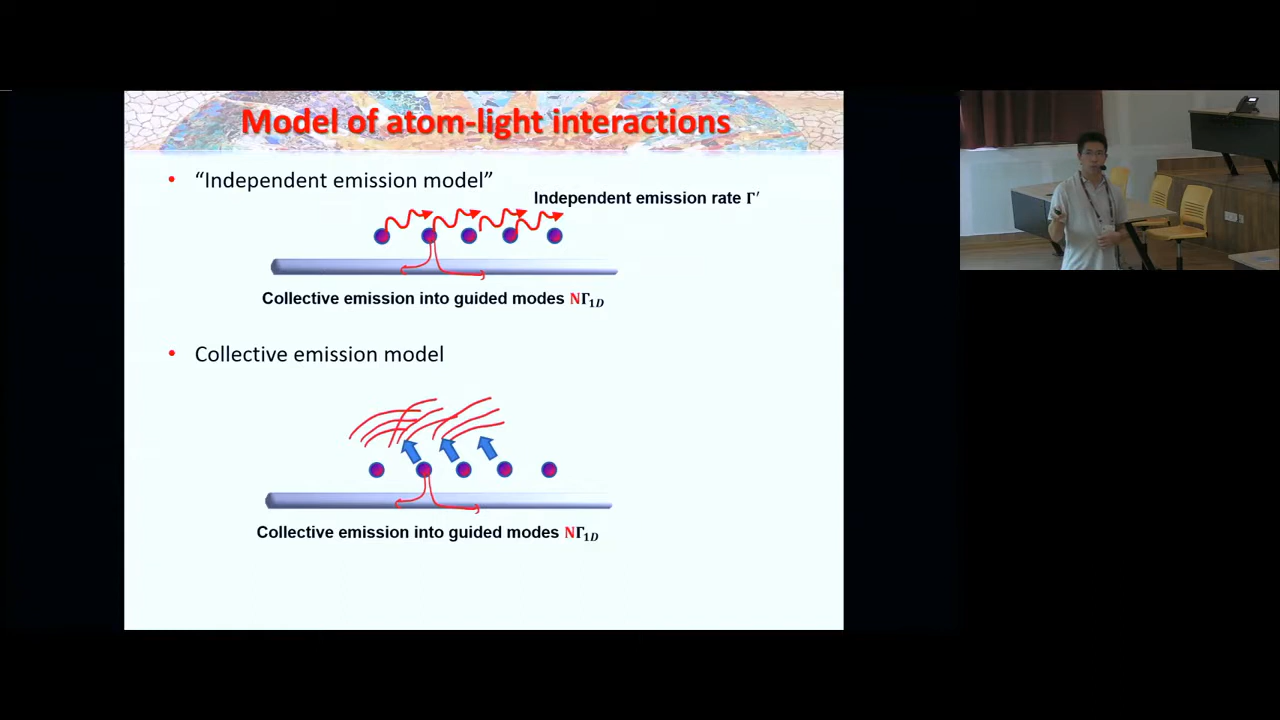 Model of atom-light interactions
• “Independent emission model”
Independent emission rate Γ′
Collective emission into guided modes NΓ1D
• Collective emission model
Collective emission into guided modes NΓ1D